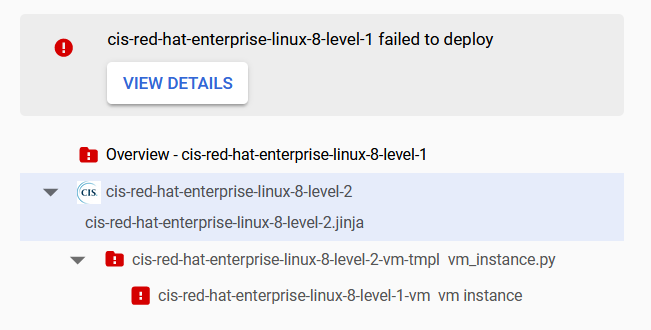 cis-red-hat-enterprise-linux-8-level-1 failed to deploy
VIEW DETAILS
Overview - cis-red-hat-enterprise-linux-8-level-1
CIS. cis-red-hat-enterprise-linux-8-level-2
cis-red-hat-enterprise-linux-8-level-2.jinja
cis-red-hat-enterprise-linux-8-level-2-vm-tmpl vm_instance.py
cis-red-hat-enterprise-linux-8-level-1-vm vm instance